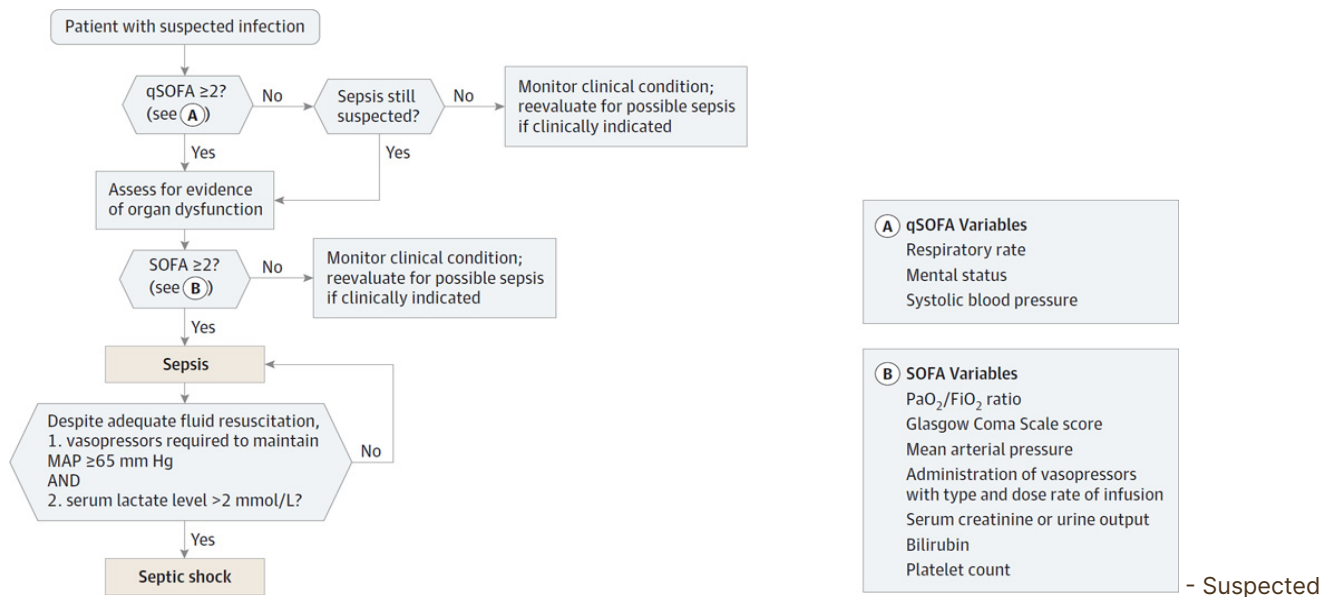 Patient with suspected infection
qSOFA ≥2?
(see A)
No
Sepsis still
suspected?
No
Monitor clinical condition;
reevaluate for possible sepsis
if clinically indicated
Yes
Yes
Assess for evidence
of organ dysfunction
SOFA ≥2?
(see B)
No
Monitor clinical condition;
reevaluate for possible sepsis
if clinically indicated
Yes
Sepsis
Despite adequate fluid resuscitation,
1. vasopressors required to maintain
MAP ≥65 mm Hg
AND
2. serum lactate level >2 mmol/L?
No
Yes
Septic shock
A qSOFA Variables
Respiratory rate
Mental status
Systolic blood pressure
B SOFA Variables
PaO₂/FiO₂ ratio
Glasgow Coma Scale score
Mean arterial pressure
Administration of vasopressors
with type and dose rate of infusion
Serum creatinine or urine output
Bilirubin
Platelet count
- Suspected